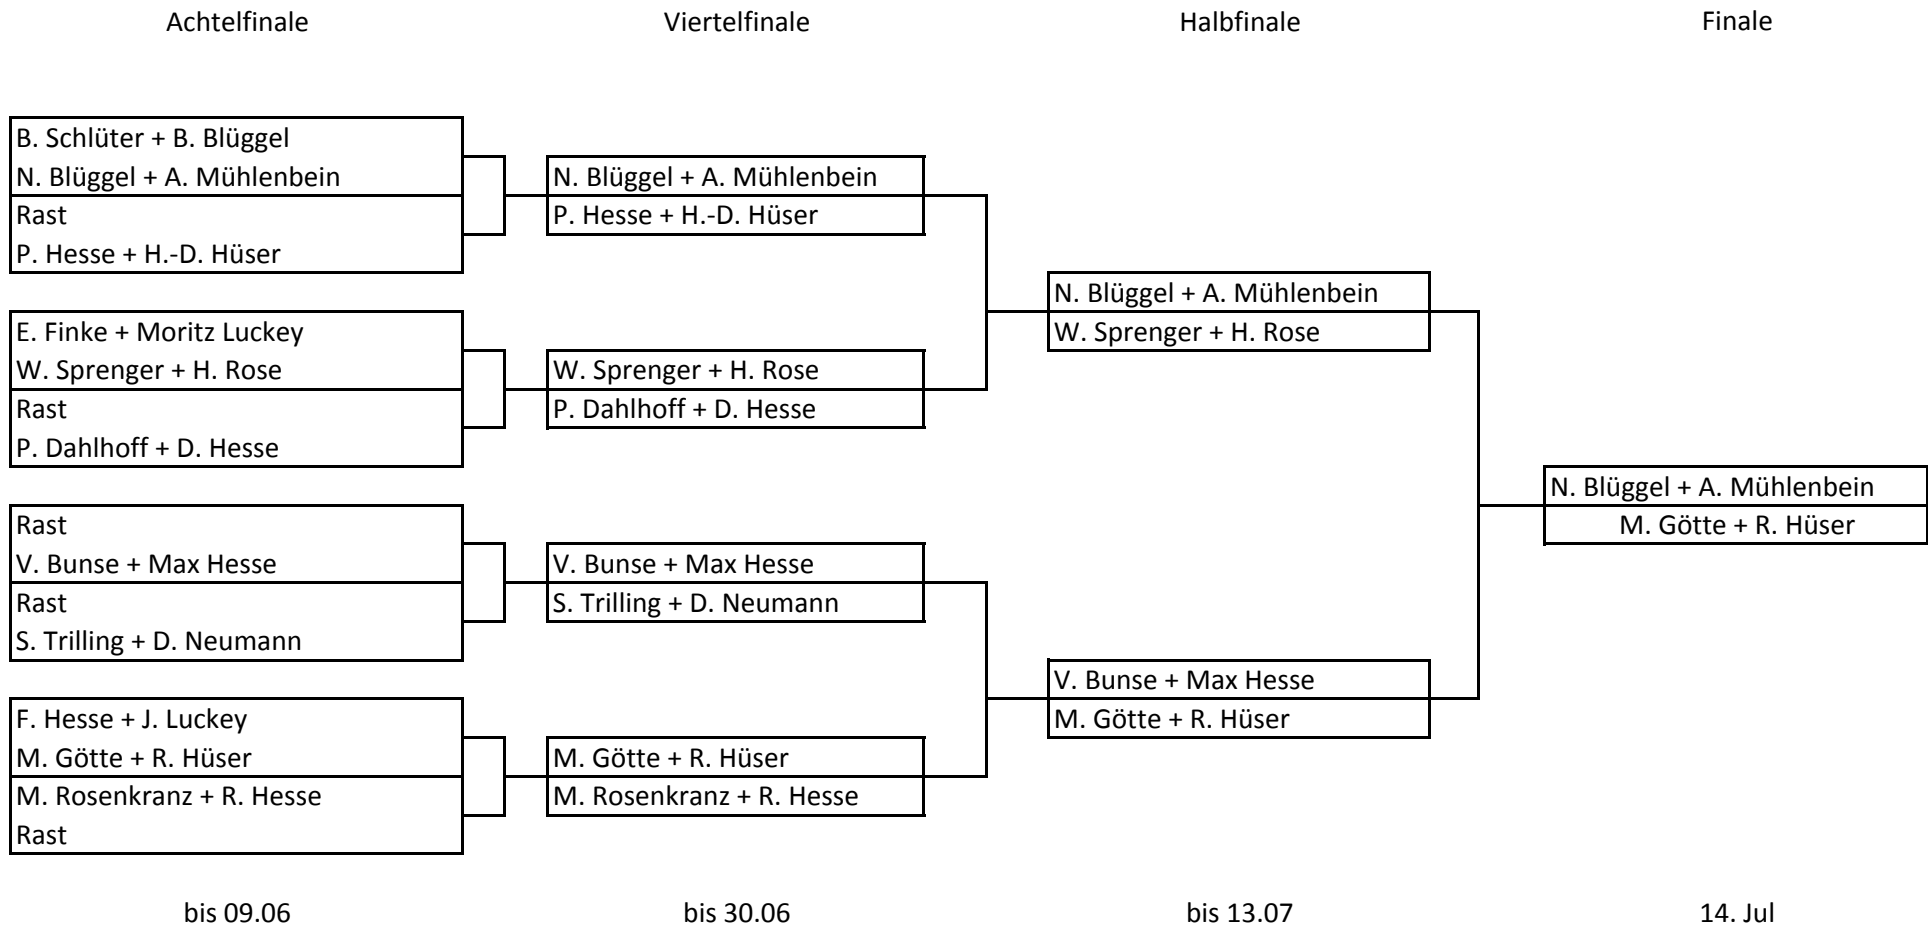 Achtelfinale
Viertelfinale
Halbfinale
Finale
B. Schlüter + B. Blüggel
N. Blüggel + A. Mühlenbein
Rast
P. Hesse + H.-D. Hüser
E. Finke + Moritz Luckey
W. Sprenger + H. Rose
Rast
P. Dahlhoff + D. Hesse
Rast
V. Bunse + Max Hesse
Rast
S. Trilling + D. Neumann
F. Hesse + J. Luckey
M. Götte + R. Hüser
M. Rosenkranz + R. Hesse
Rast
N. Blüggel + A. Mühlenbein
P. Hesse + H.-D. Hüser
W. Sprenger + H. Rose
P. Dahlhoff + D. Hesse
V. Bunse + Max Hesse
S. Trilling + D. Neumann
M. Götte + R. Hüser
M. Rosenkranz + R. Hesse
N. Blüggel + A. Mühlenbein
W. Sprenger + H. Rose
V. Bunse + Max Hesse
M. Götte + R. Hüser
N. Blüggel + A. Mühlenbein
M. Götte + R. Hüser
bis 09.06
bis 30.06
bis 13.07
14. Jul